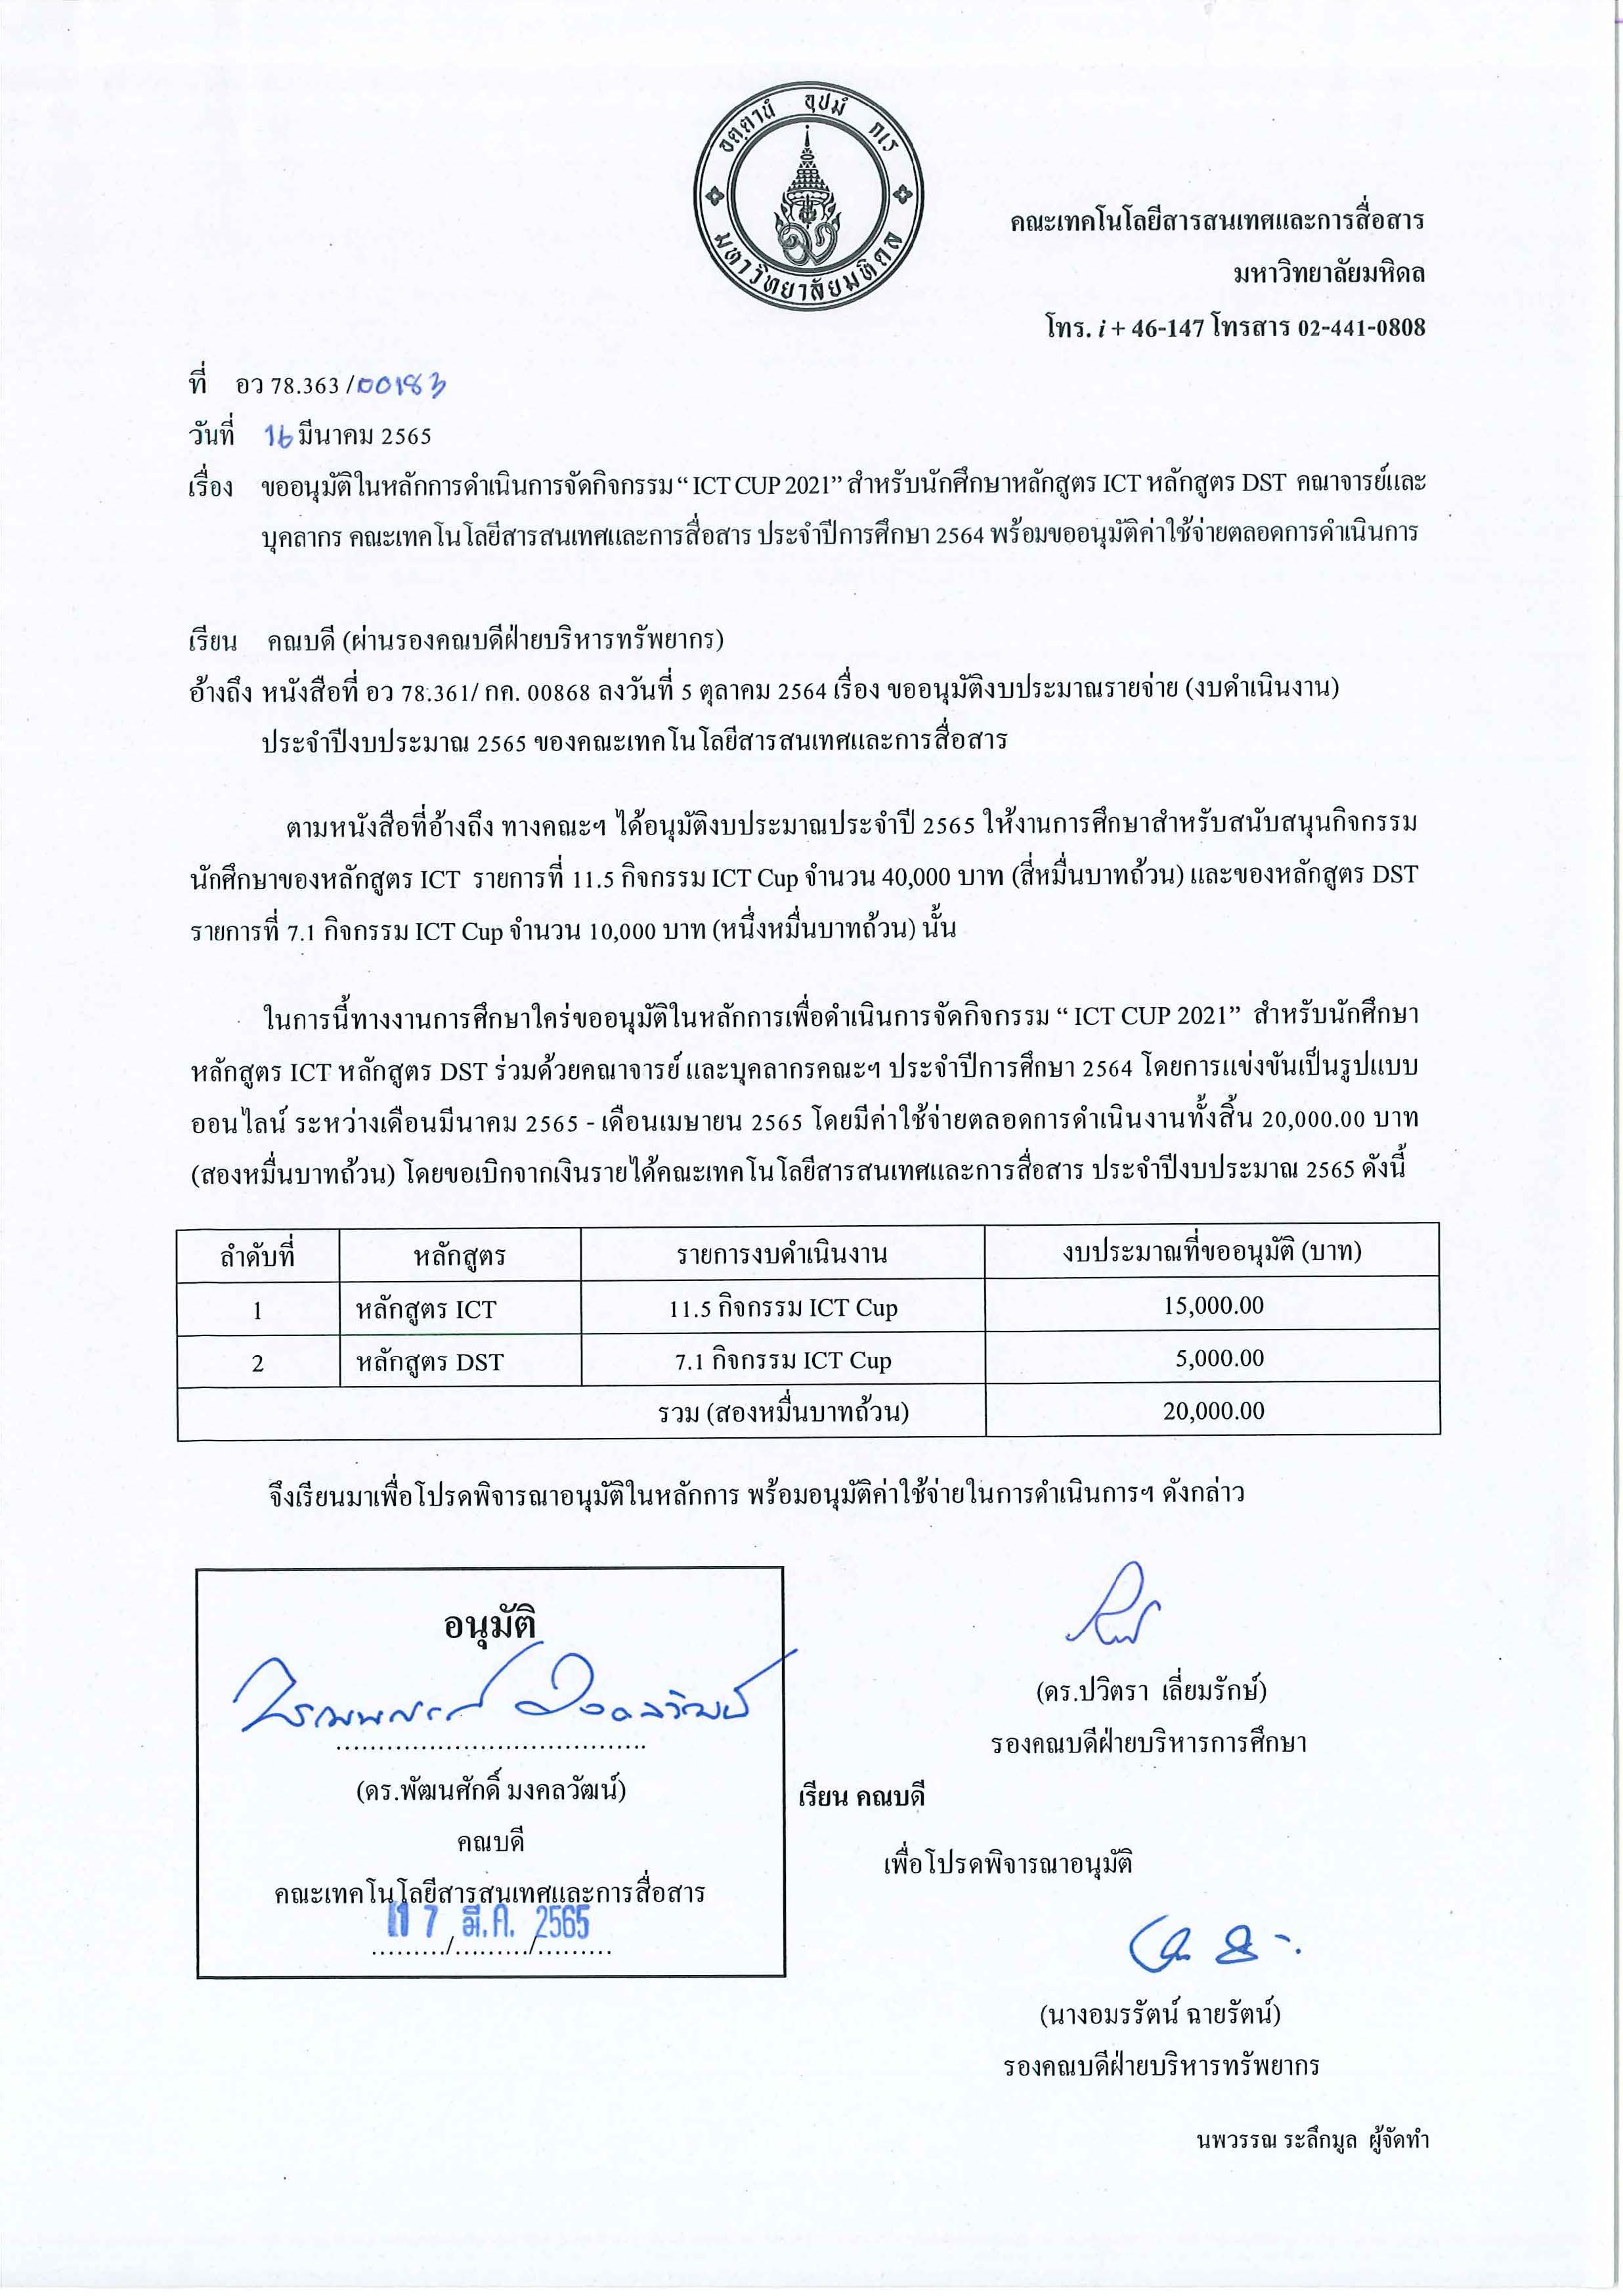 อตฺตานํ อุปมํ กเร
มหาวิทยาลัยมหิดล
คณะเทคโนโลยีสารสนเทศและการสื่อสาร
มหาวิทยาลัยมหิดล
โทร. i + 46-147 โทรสาร 02-441-0808
ที่ อว 78.363 /00183
วันที่ 16 มีนาคม 2565
เรื่อง ขออนุมัติในหลักการดำเนินการจัดกิจกรรม “ ICT CUP 2021” สำหรับนักศึกษาหลักสูตร ICT หลักสูตร DST คณาจารย์และ
บุคลากร คณะเทคโนโลยีสารสนเทศและการสื่อสาร ประจำปีการศึกษา 2564 พร้อมขออนุมัติค่าใช้จ่ายตลอดการดำเนินการ
เรียน คณบดี (ผ่านรองคณบดีฝ่ายบริหารทรัพยากร)
อ้างถึง หนังสือที่ อว 78.361/ กค. 00868 ลงวันที่ 5 ตุลาคม 2564 เรื่อง ขออนุมัติงบประมาณรายจ่าย (งบดำเนินงาน)
ประจำปีงบประมาณ 2565 ของคณะเทคโนโลยีสารสนเทศและการสื่อสาร
ตามหนังสือที่อ้างถึง ทางคณะฯ ได้อนุมัติงบประมาณประจำปี 2565 ให้งานการศึกษาสำหรับสนับสนุนกิจกรรม
นักศึกษาของหลักสูตร ICT รายการที่ 11.5 กิจกรรม ICT Cup จำนวน 40,000 บาท (สี่หมื่นบาทถ้วน) และของหลักสูตร DST
รายการที่ 7.1 กิจกรรม ICT Cup จำนวน 10,000 บาท (หนึ่งหมื่นบาทถ้วน) นั้น
ในการนี้ทางงานการศึกษาใคร่ขออนุมัติในหลักการเพื่อดำเนินการจัดกิจกรรม “ ICT CUP 2021” สำหรับนักศึกษา
หลักสูตร ICT หลักสูตร DST ร่วมด้วยคณาจารย์ และบุคลากรคณะฯ ประจำปีการศึกษา 2564 โดยการแข่งขันเป็นรูปแบบ
ออนไลน์ ระหว่างเดือนมีนาคม 2565 - เดือนเมษายน 2565 โดยมีค่าใช้จ่ายตลอดการดำเนินงานทั้งสิ้น 20,000.00 บาท
(สองหมื่นบาทถ้วน) โดยขอเบิกจากเงินรายได้คณะเทคโนโลยีสารสนเทศและการสื่อสาร ประจำปีงบประมาณ 2565 ดังนี้
ลำดับที่ หลักสูตร รายการงบดำเนินงาน งบประมาณที่ขออนุมัติ (บาท)
1 หลักสูตร ICT 11.5 กิจกรรม ICT Cup 15,000.00
2 หลักสูตร DST 7.1 กิจกรรม ICT Cup 5,000.00
รวม (สองหมื่นบาทถ้วน) 20,000.00
จึงเรียนมาเพื่อโปรดพิจารณาอนุมัติในหลักการ พร้อมอนุมัติค่าใช้จ่ายในการดำเนินการฯ ดังกล่าว
อนุมัติ
(ดร.พัฒนศักดิ์ มงคลวัฒน์)
คณบดี
คณะเทคโนโลยีสารสนเทศและการสื่อสาร
17 มี.ค. 2565
(ดร.ปวิตรา เลี่ยมรักษ์)
รองคณบดีฝ่ายบริหารการศึกษา
เรียน คณบดี
เพื่อโปรดพิจารณาอนุมัติ
(นางอมรรัตน์ ฉายรัตน์)
รองคณบดีฝ่ายบริหารทรัพยากร
นพวรรณ ระลึกมูล ผู้จัดทำ